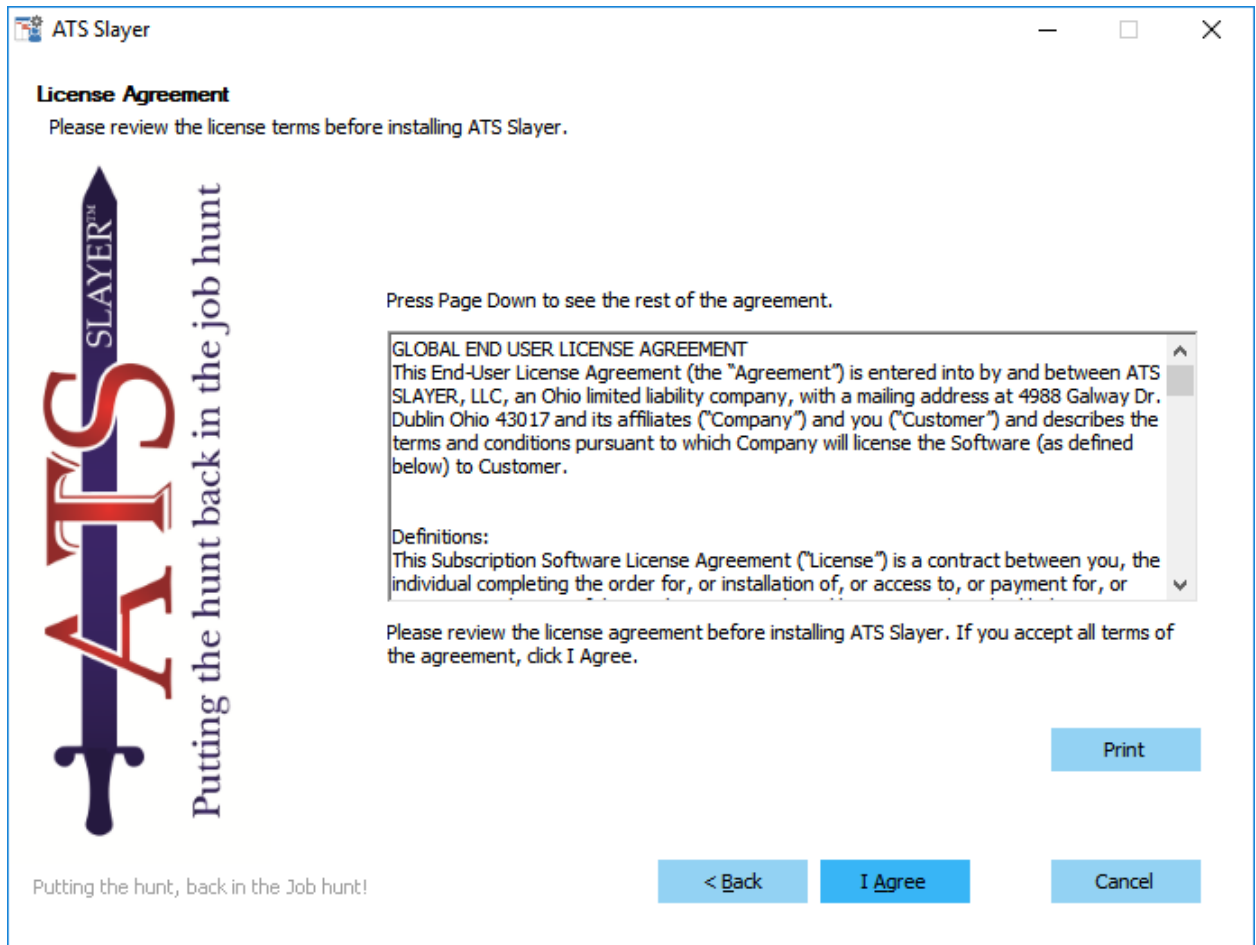 ATS Slayer
License Agreement
Please review the license terms before installing ATS Slayer.
ATS
SLAYER™
Putting the hunt back in the job hunt
Press Page Down to see the rest of the agreement.
GLOBAL END USER LICENSE AGREEMENT
This End-User License Agreement (the “Agreement”) is entered into by and between ATS
SLAYER, LLC, an Ohio limited liability company, with a mailing address at 4988 Galway Dr.
Dublin Ohio 43017 and its affiliates (“Company”) and you (“Customer”) and describes the
terms and conditions pursuant to which Company will license the Software (as defined
below) to Customer.
Definitions:
This Subscription Software License Agreement (“License”) is a contract between you, the
individual completing the order for, or installation of, or access to, or payment for, or
Please review the license agreement before installing ATS Slayer. If you accept all terms of
the agreement, click I Agree.
Print
Putting the hunt, back in the Job hunt!
< Back
I Agree
Cancel